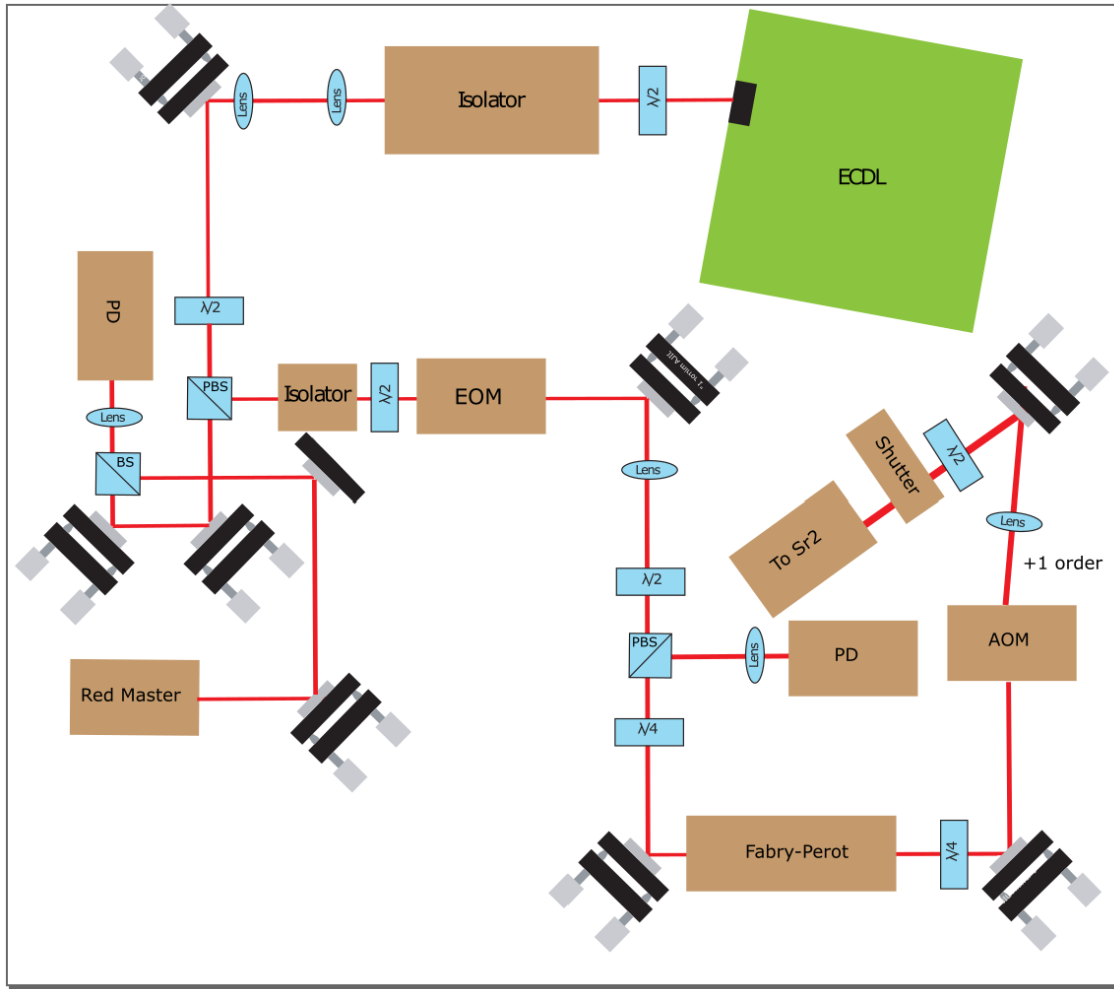 Lens
Lens
Isolator
λ/2
ECDL
PD
λ/2
PBS
Isolator
λ/2
EOM
Lens
BS
Lens
λ/2
Shutter
To Sr2
Lens
+1 order
λ/2
PBS
Lens
PD
AOM
Red Master
λ/4
Fabry-Perot
λ/4